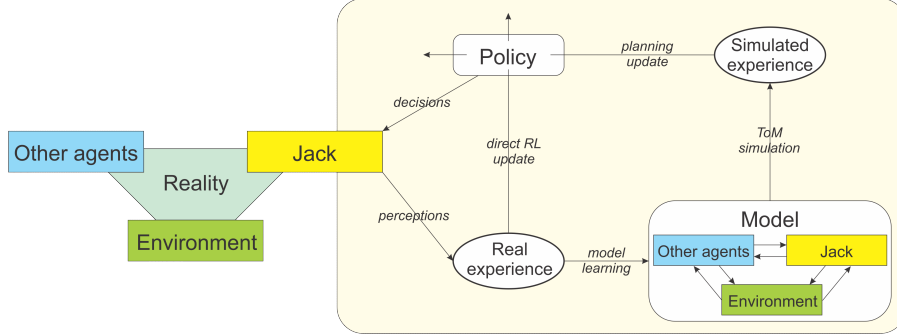 Policy
planning
update
Simulated
experience
decisions
Other agents
Jack
Reality
direct RL
update
ToM
simulation
perceptions
Environment
Real
experience
model
learning
Model
Other agents
Jack
Environment